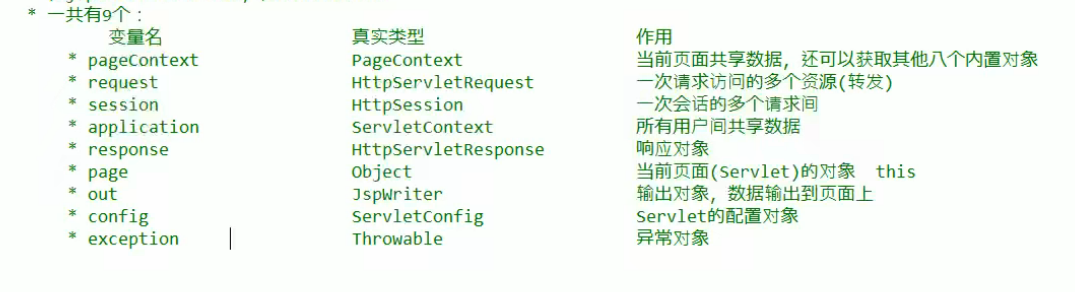 * 一共有9个：
变量名 真实类型 作用
* pageContext PageContext 当前页面共享数据，还可以获取其他八个内置对象
* request HttpServletRequest 一次请求访问的多个资源(转发)
* session HttpSession 一次会话的多个请求间
* application ServletContext 所有用户间共享数据
* response HttpServletResponse 响应对象
* page Object 当前页面(Servlet)的对象 this
* out JspWriter 输出对象，数据输出到页面上
* config ServletConfig Servlet的配置对象
* exception Throwable 异常对象